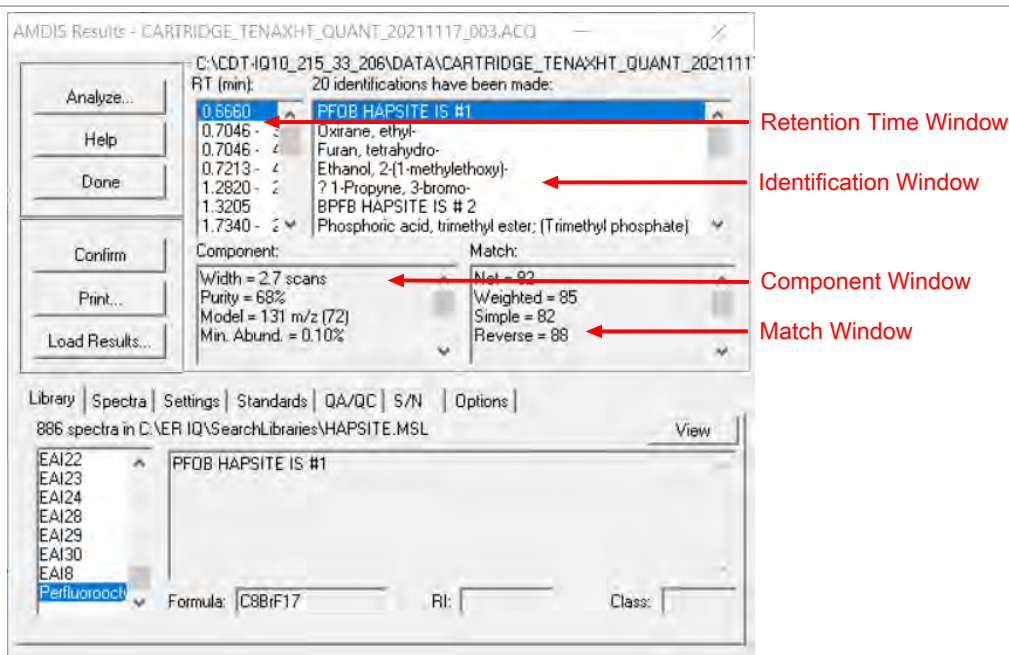 AMDIS Results - CARTRIDGE_TENAXHT_QUANT_20211117_003.ACQ
C:\CDT-IQ10_215_33_206\DATA\CARTRIDGE_TENAXHT_QUANT_2021111
RT (min): 20 identifications have been made:
Analyze...
Help
Done
0.6660 PFOB HAPSITE IS #1
0.7046 - Oxirane, ethyl-
0.7046 - Furan, tetrahydro-
0.7213 - Ethanol, 2-(1-methylethoxy)-
1.2820 - ? 1-Propyne, 3-bromo-
1.3205 BPFB HAPSITE IS # 2
1.7340 - Phosphoric acid, trimethyl ester; (Trimethyl phosphate)
Retention Time Window
Identification Window
Confirm
Print...
Load Results...
Component:
Width = 2.7 scans
Purity = 68%
Model = 131 m/z (72)
Min. Abund. = 0.10%
Match:
Net = 82
Weighted = 85
Simple = 82
Reverse = 88
Component Window
Match Window
Library Spectra Settings Standards QA/QC S/N Options
886 spectra in C:\ER IQ\SearchLibraries\HAPSITE.MSL View
EAI22
EAI23
EAI24
EAI28
EAI29
EAI30
EAI8
Perfluorooct
PFOB HAPSITE IS #1
Formula: C8BrF17 RI: Class: